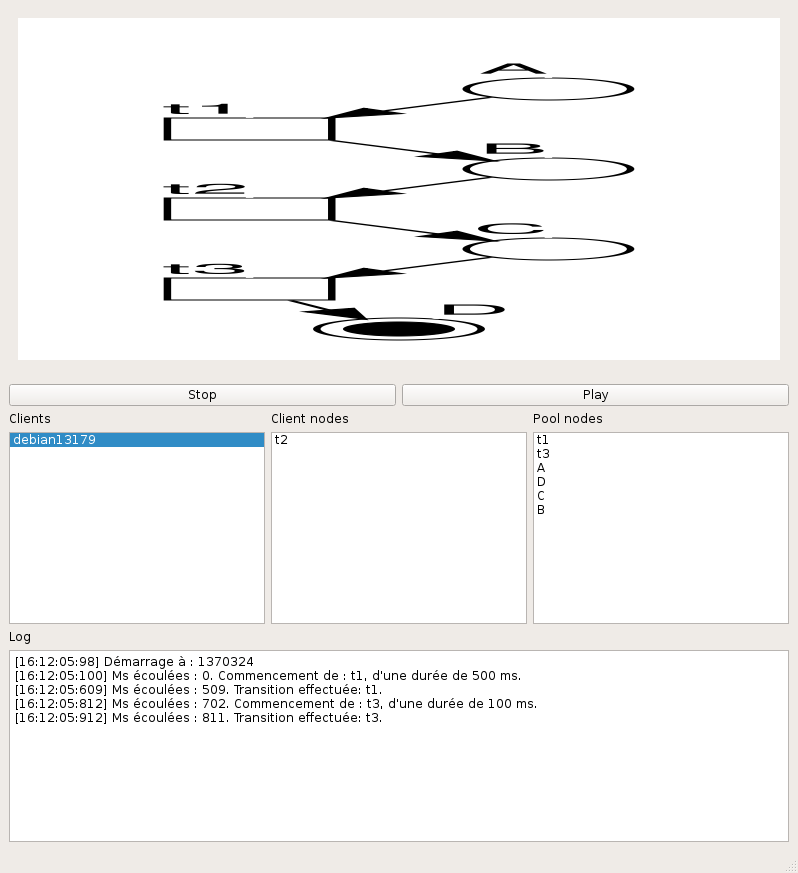 A
t1
B
t2
C
t3
D
Stop
Play
Clients
Client nodes
Pool nodes
debian13179
t2
t1
t3
A
D
C
B
Log
[16:12:05:98] Démarrage à : 1370324
[16:12:05:100] Ms écoulées : 0. Commencement de : t1, d'une durée de 500 ms.
[16:12:05:609] Ms écoulées : 509. Transition effectuée: t1.
[16:12:05:812] Ms écoulées : 702. Commencement de : t3, d'une durée de 100 ms.
[16:12:05:912] Ms écoulées : 811. Transition effectuée: t3.